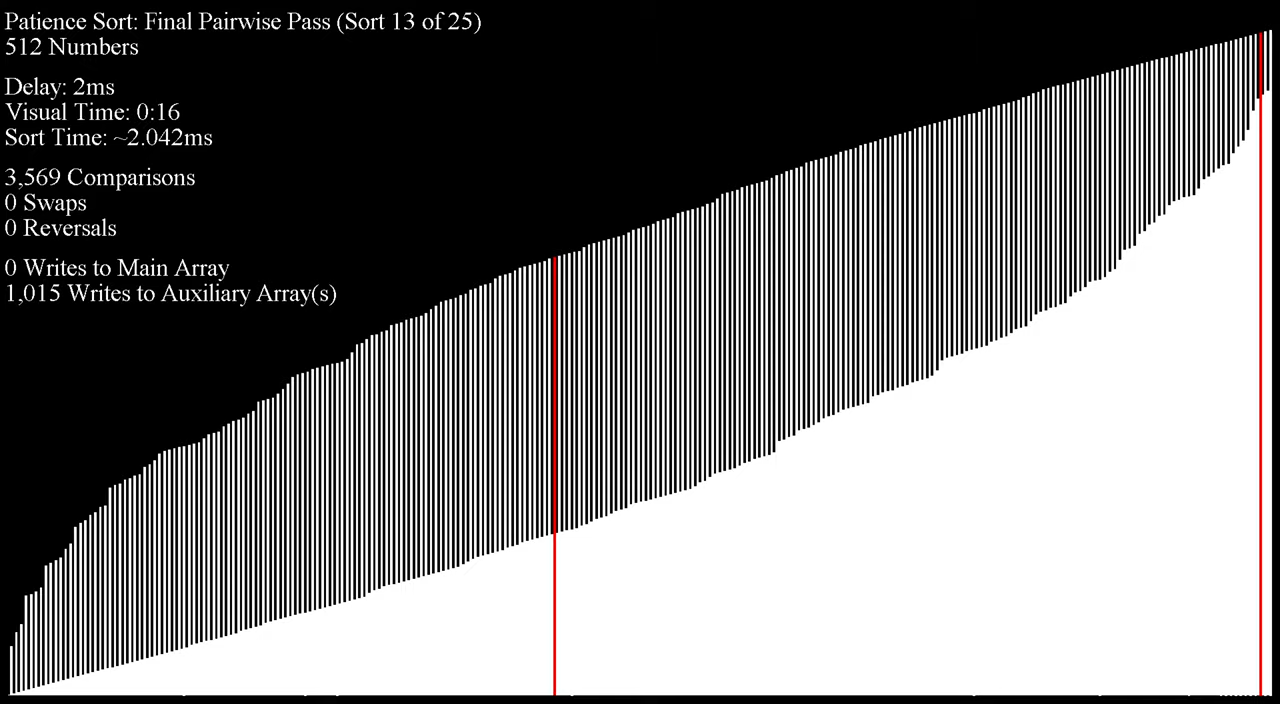 Patience Sort: Final Pairwise Pass (Sort 13 of 25)
512 Numbers
Delay: 2ms
Visual Time: 0:16
Sort Time: ~2.042ms
3,569 Comparisons
0 Swaps
0 Reversals
0 Writes to Main Array
1,015 Writes to Auxiliary Array(s)